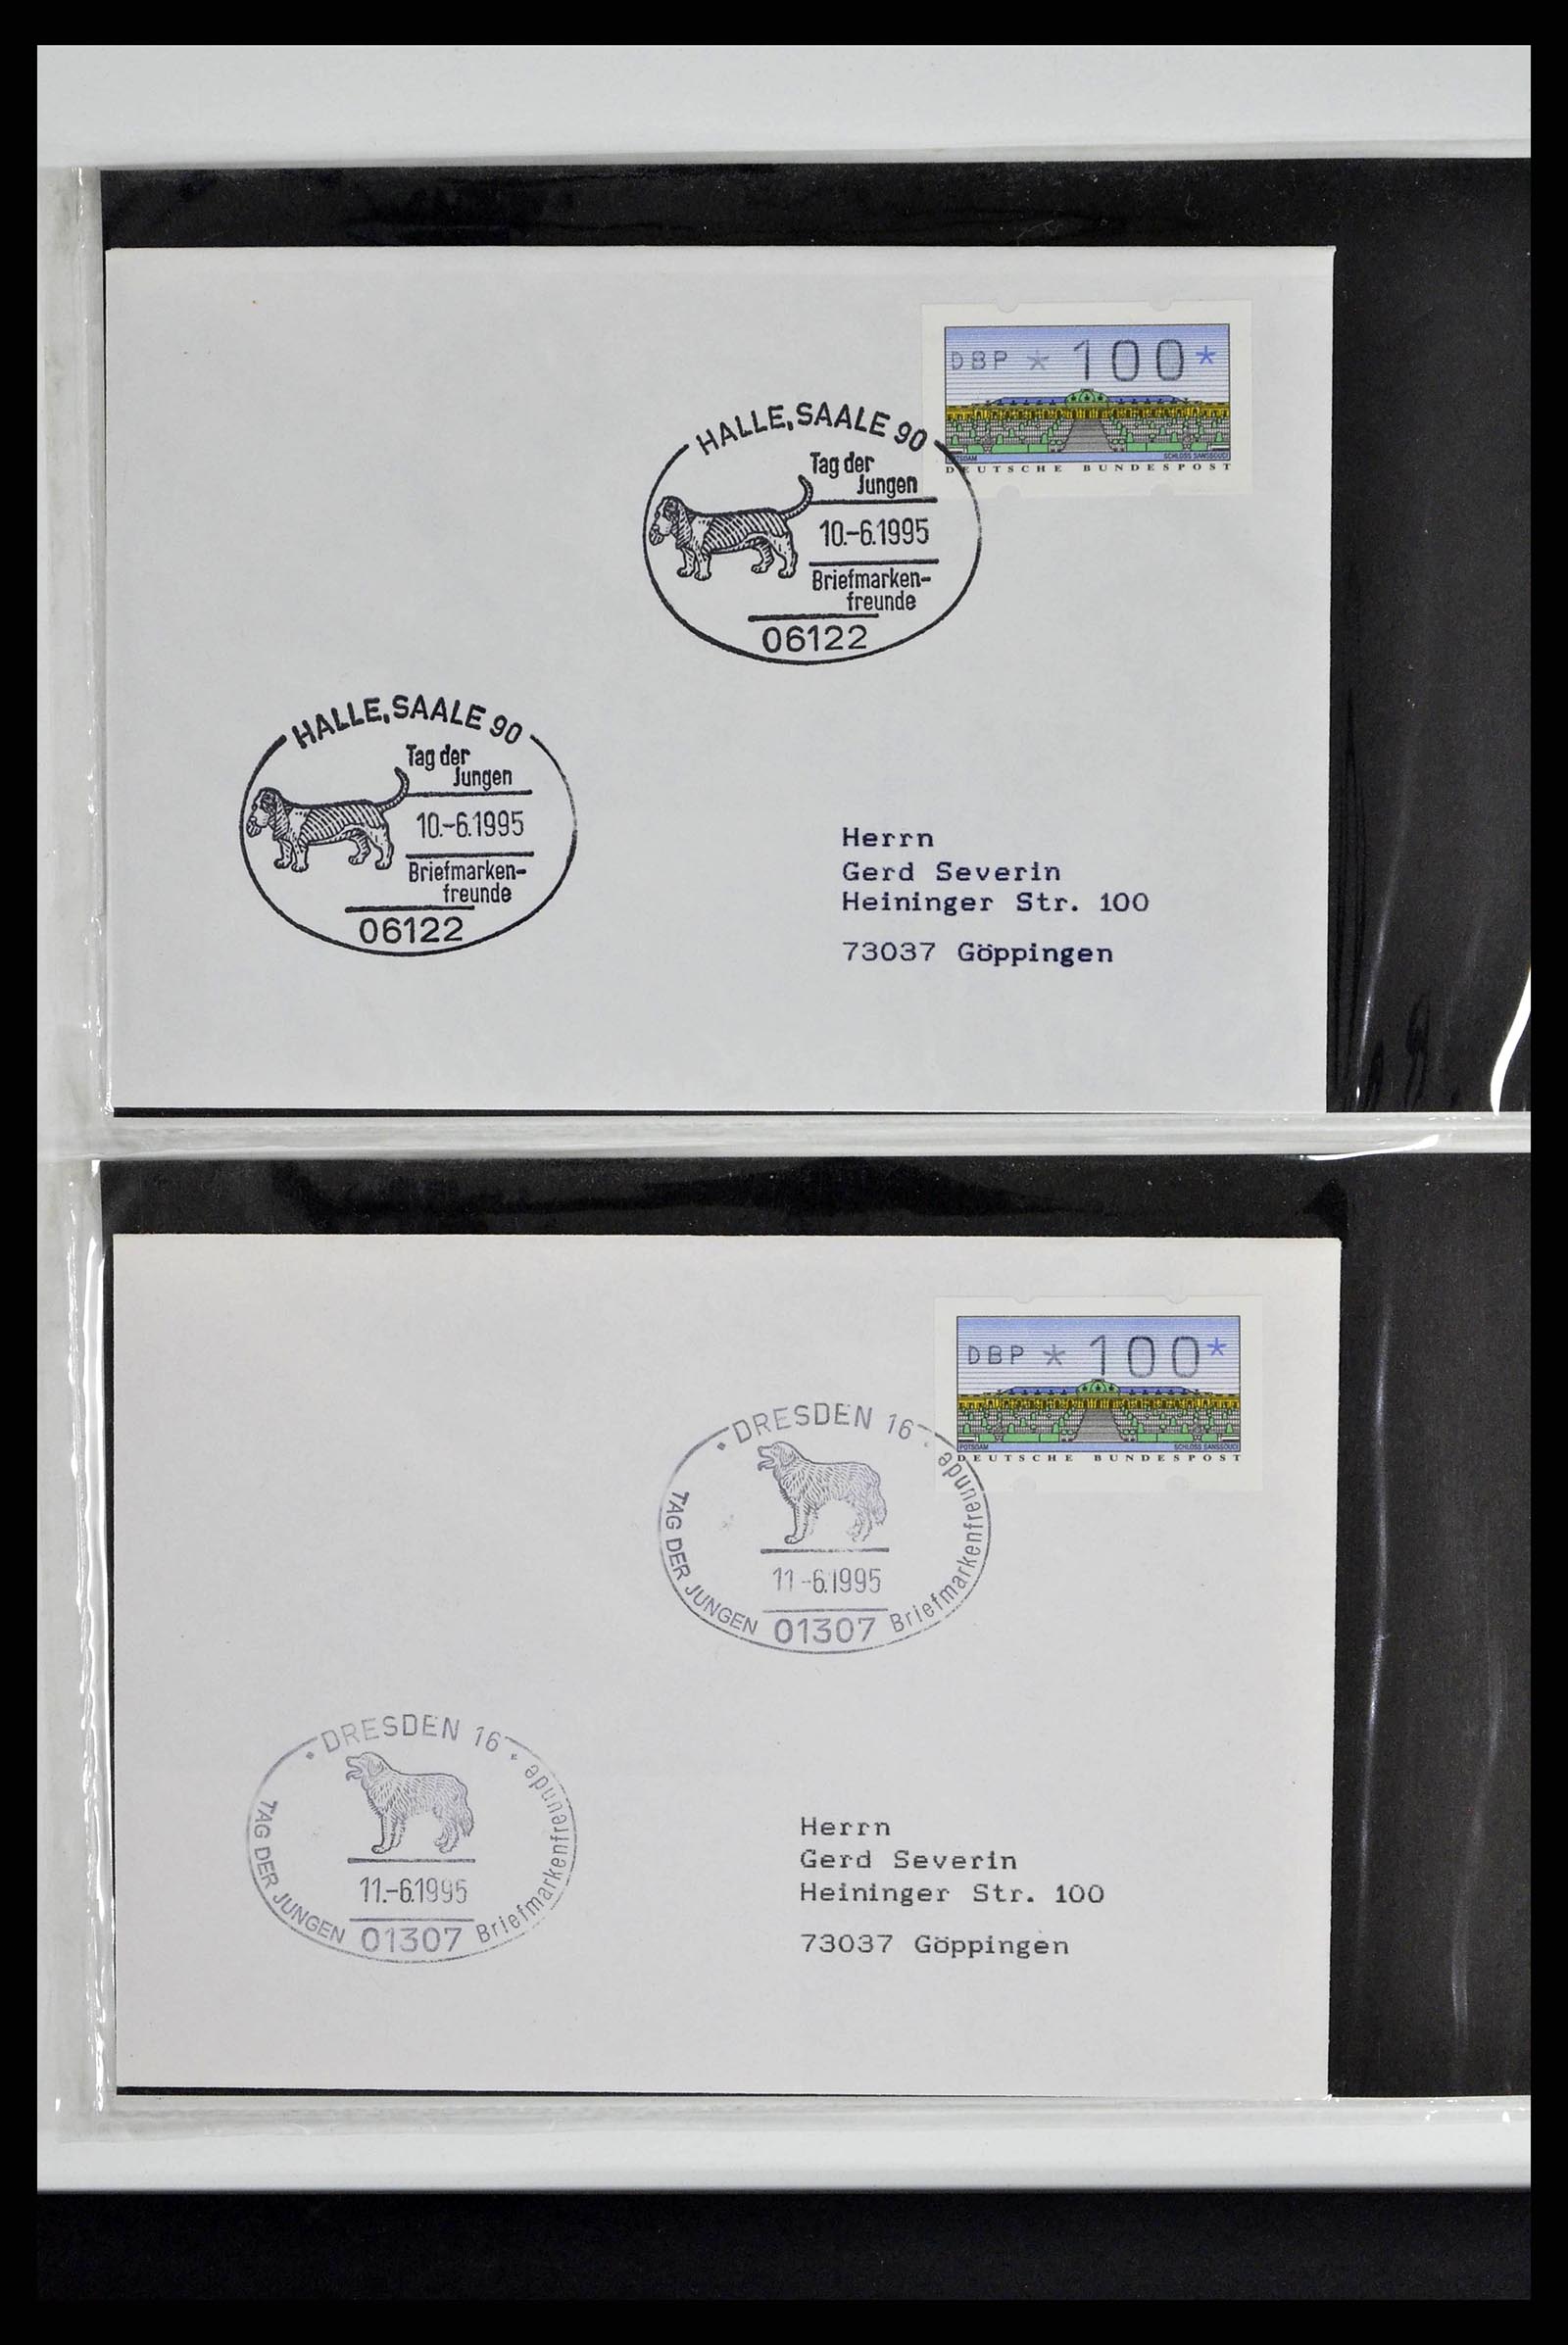 DBP * 100*
POTSDAM SCHLOSS SANSSOUCI
DEUTSCHE BUNDESPOST
HALLE, SAALE 90
Tag der
Jungen
10.-6.1995
Briefmarken-
freunde
06122
HALLE, SAALE 90
Tag der
Jungen
10.-6.1995
Briefmarken-
freunde
06122
Herrn
Gerd Severin
Heininger Str. 100
73037 Göppingen
DBP * 100*
POTSDAM SCHLOSS SANSSOUCI
DEUTSCHE BUNDESPOST
DRESDEN 16
TAG DER JUNGEN Briefmarkenfreunde
11-6.1995
01307
DRESDEN 16
TAG DER JUNGEN Briefmarkenfreunde
11.-6.1995
01307
Herrn
Gerd Severin
Heininger Str. 100
73037 Göppingen